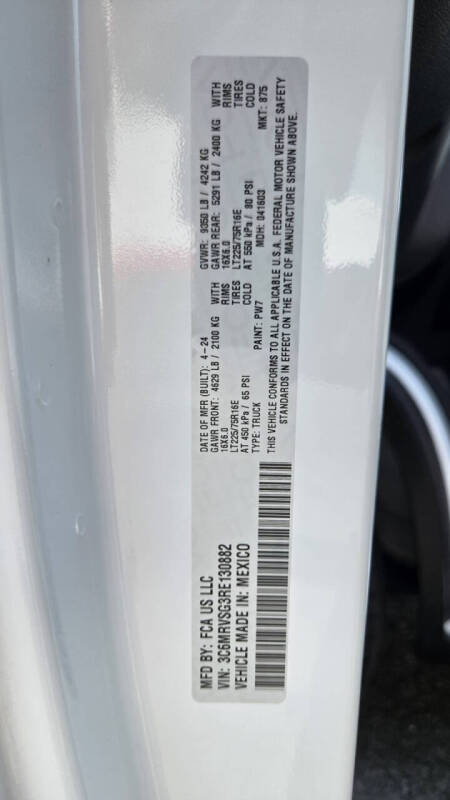 MFD BY: FCA US LLC
DATE OF MFR (BUILT): 4-24
GVWR: 9350 LB / 4242 KG
GAWR FRONT: 4629 LB / 2100 KG WITH
GAWR REAR: 5291 LB / 2400 KG WITH
16X6.0 RIMS
16X6.0 RIMS
LT225/75R16E TIRES
LT225/75R16E TIRES
AT 450 kPa / 65 PSI COLD
AT 550 kPa / 80 PSI COLD
VIN: 3C6MRVSG3RE130882
TYPE: TRUCK
PAINT: PW7
MDH: 041603
MKT: 875
VEHICLE MADE IN: MEXICO
THIS VEHICLE CONFORMS TO ALL APPLICABLE U.S.A. FEDERAL MOTOR VEHICLE SAFETY
STANDARDS IN EFFECT ON THE DATE OF MANUFACTURE SHOWN ABOVE.